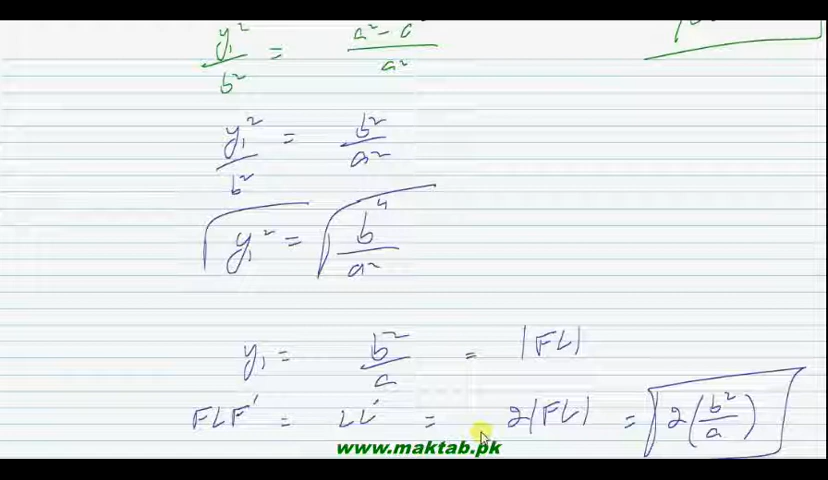 y₁²/b² = (a² - c²)/a²
y₁²/b² = b²/a²
√y₁² = √(b⁴/a²)
y₁ = b²/a = |FL|
FLF' = LL' = 2|FL| = 2(b²/a)
www.maktab.pk